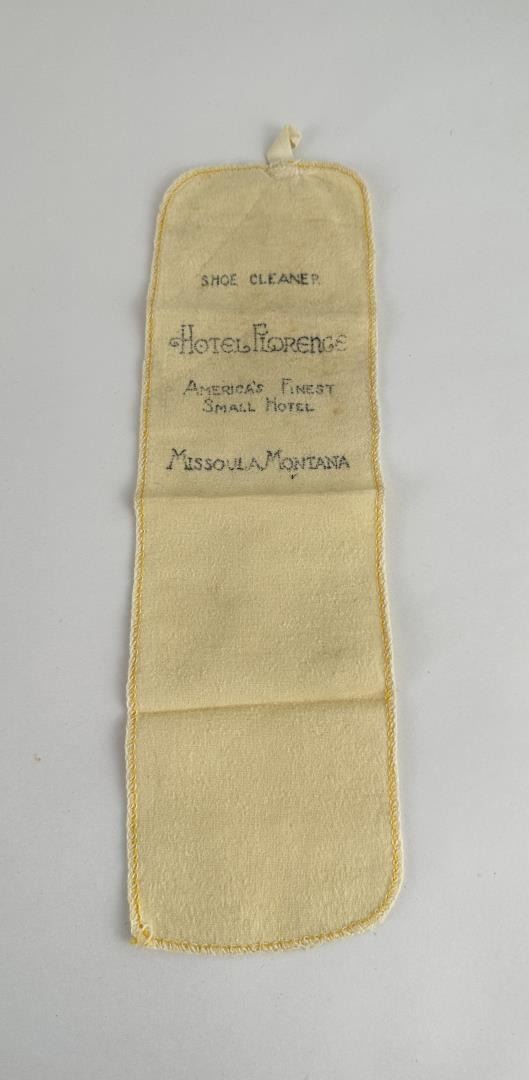 SHOE CLEANER
HOTEL FLORENCE
AMERICA'S FINEST
SMALL HOTEL
MISSOULA, MONTANA